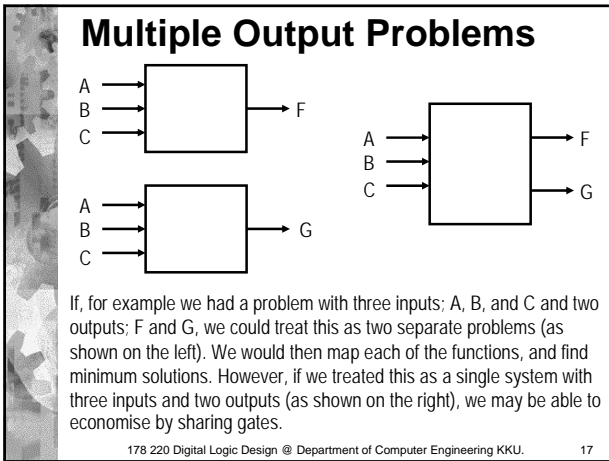 Multiple Output Problems
A
B
C
F
A
B
C
G
A
B
C
F
G
If, for example we had a problem with three inputs; A, B, and C and two
outputs; F and G, we could treat this as two separate problems (as
shown on the left). We would then map each of the functions, and find
minimum solutions. However, if we treated this as a single system with
three inputs and two outputs (as shown on the right), we may be able to
economise by sharing gates.
178 220 Digital Logic Design @ Department of Computer Engineering KKU. 17